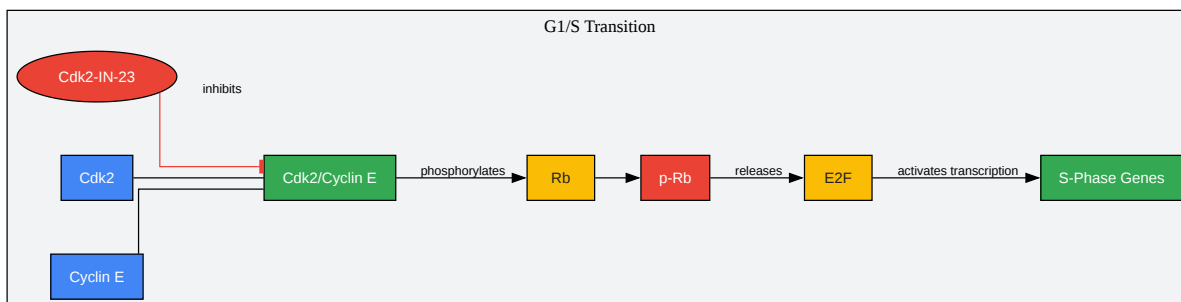 G1/S Transition
Cdk2-IN-23
inhibits
Cdk2
Cdk2/Cyclin E
phosphorylates
Rb
p-Rb
releases
E2F
activates transcription
S-Phase Genes
Cyclin E